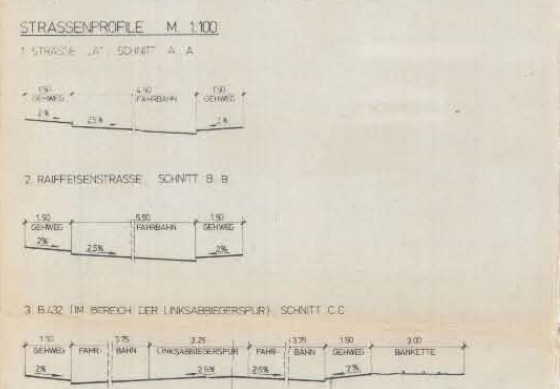 STRASSENPROFILE M. 1:100
1. STRASSE "A", SCHNITT A-A
1.50 4.50 1.50
GEHWEG FAHRBAHN GEHWEG
2% 2.5% 2%
2. RAIFFEISENSTRASSE, SCHNITT B-B
1.50 5.50 1.50
GEHWEG FAHRBAHN GEHWEG
2% 2.5% 2%
3. B 432 (IM BEREICH DER LINKSABBIEGERSPUR), SCHNITT C-C
1.50 3.75 3.25 3.75 1.50 3.00
GEHWEG FAHR- BAHN LINKSABBIEGERSPUR FAHR- BAHN GEHWEG BANKETTE
2% 2.5% 2.5% 2%